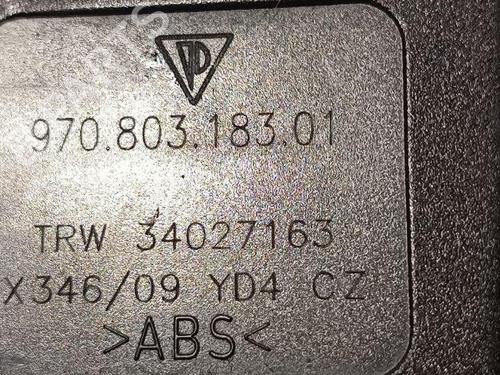 970.803.183.01
TRW 34027163
X346/09 YD4 CZ
>ABS<